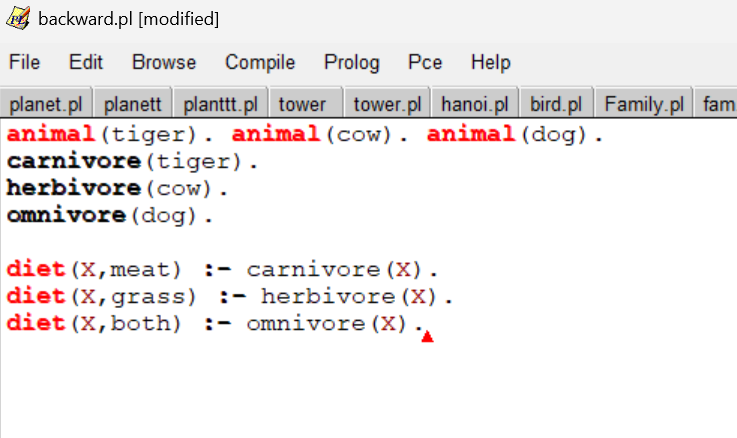 backward.pl [modified]
File Edit Browse Compile Prolog Pce Help
planet.pl planett planttt.pl tower tower.pl hanoi.pl bird.pl Family.pl fam
animal(tiger). animal(cow). animal(dog).
carnivore(tiger).
herbivore(cow).
omnivore(dog).
diet(X,meat) :- carnivore(X).
diet(X,grass) :- herbivore(X).
diet(X,both) :- omnivore(X).